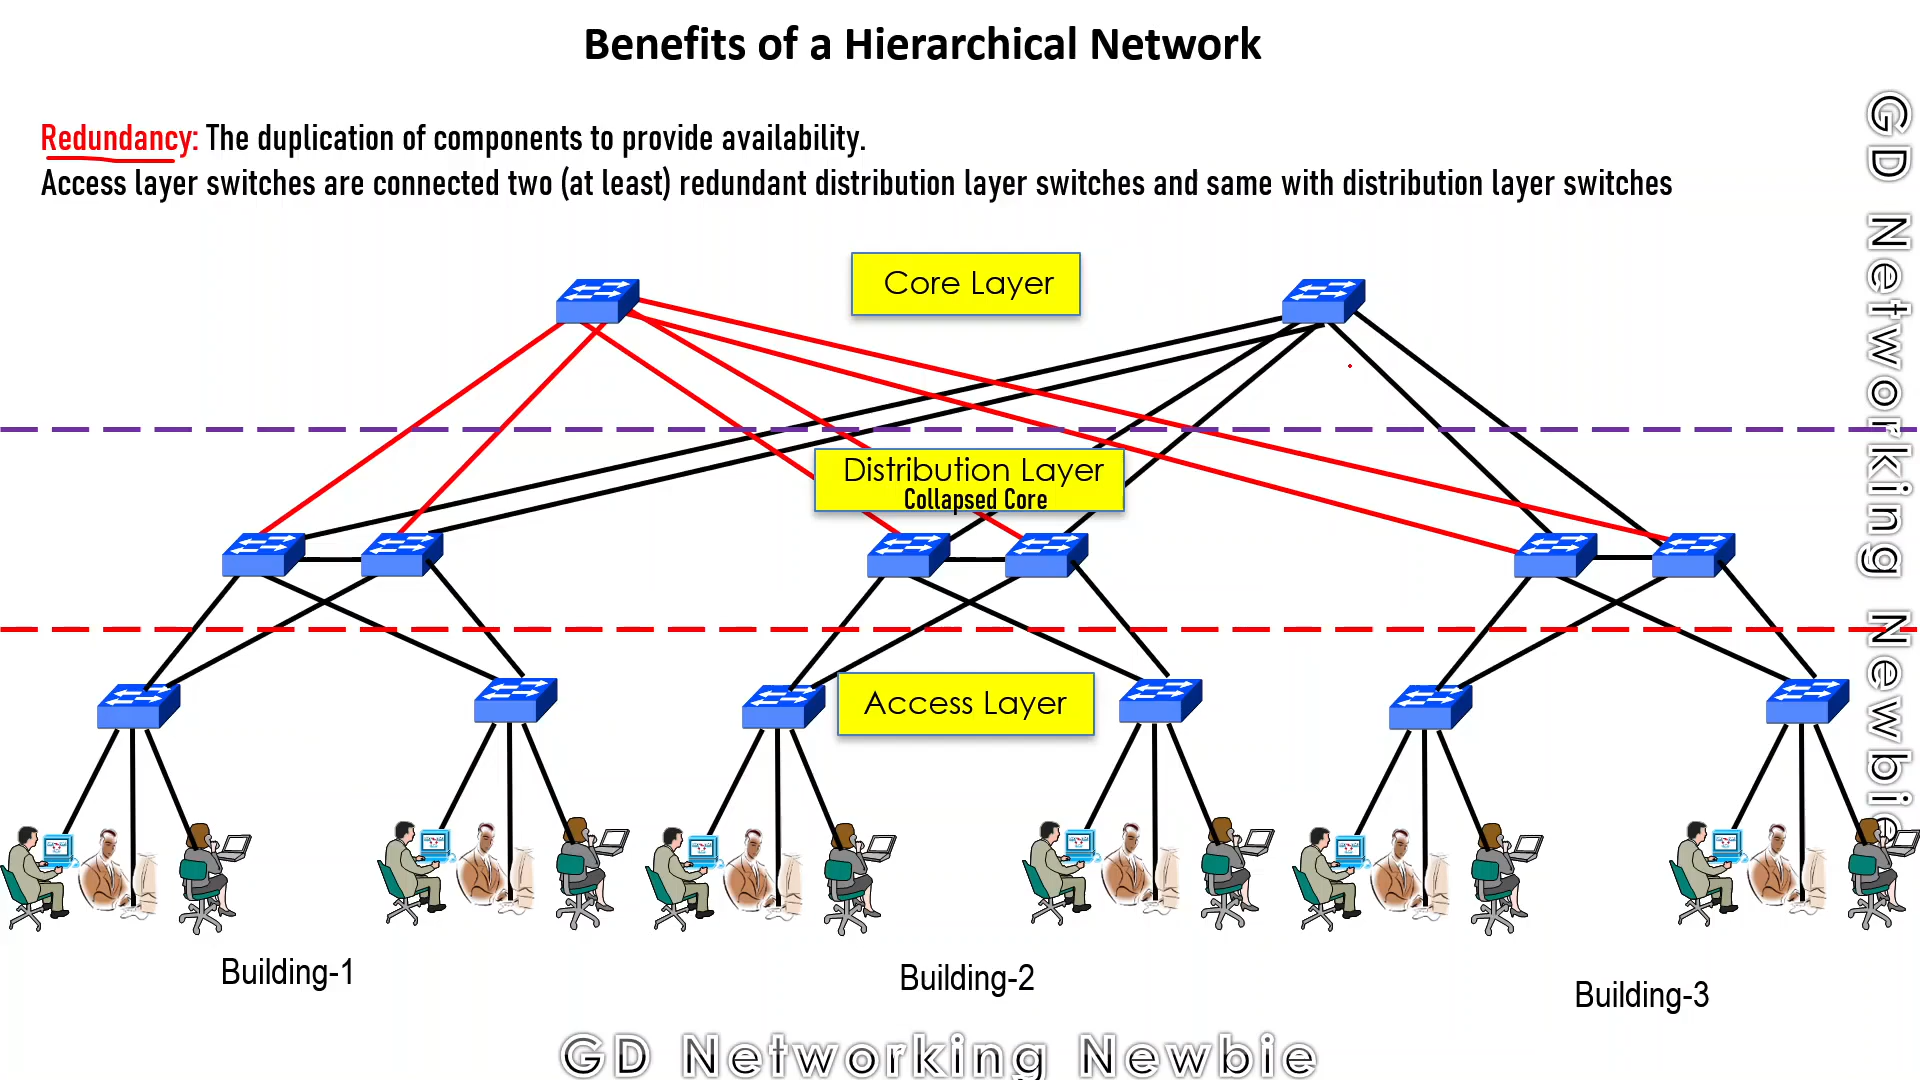 Benefits of a Hierarchical Network
Redundancy: The duplication of components to provide availability.
Access layer switches are connected two (at least) redundant distribution layer switches and same with distribution layer switches
Core Layer
Distribution Layer
Collapsed Core
Access Layer
Building-1
Building-2
Building-3
GD Networking Newbie
GD Networking Newbie